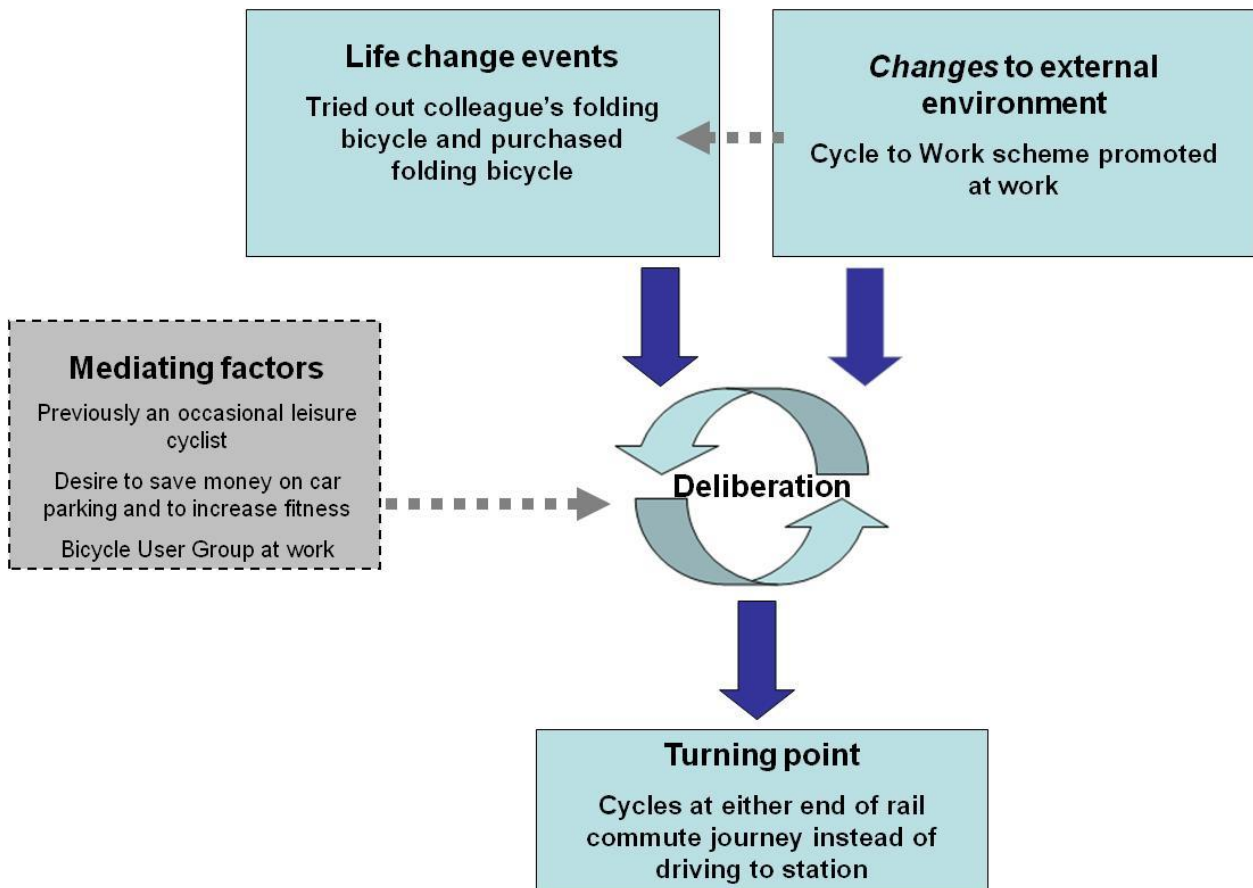 Life change events
Tried out colleague’s folding
bicycle and purchased
folding bicycle
Changes to external
environment
Cycle to Work scheme promoted
at work
Mediating factors
Previously an occasional leisure
cyclist
Desire to save money on car
parking and to increase fitness
Bicycle User Group at work
Deliberation
Turning point
Cycles at either end of rail
commute journey instead of
driving to station